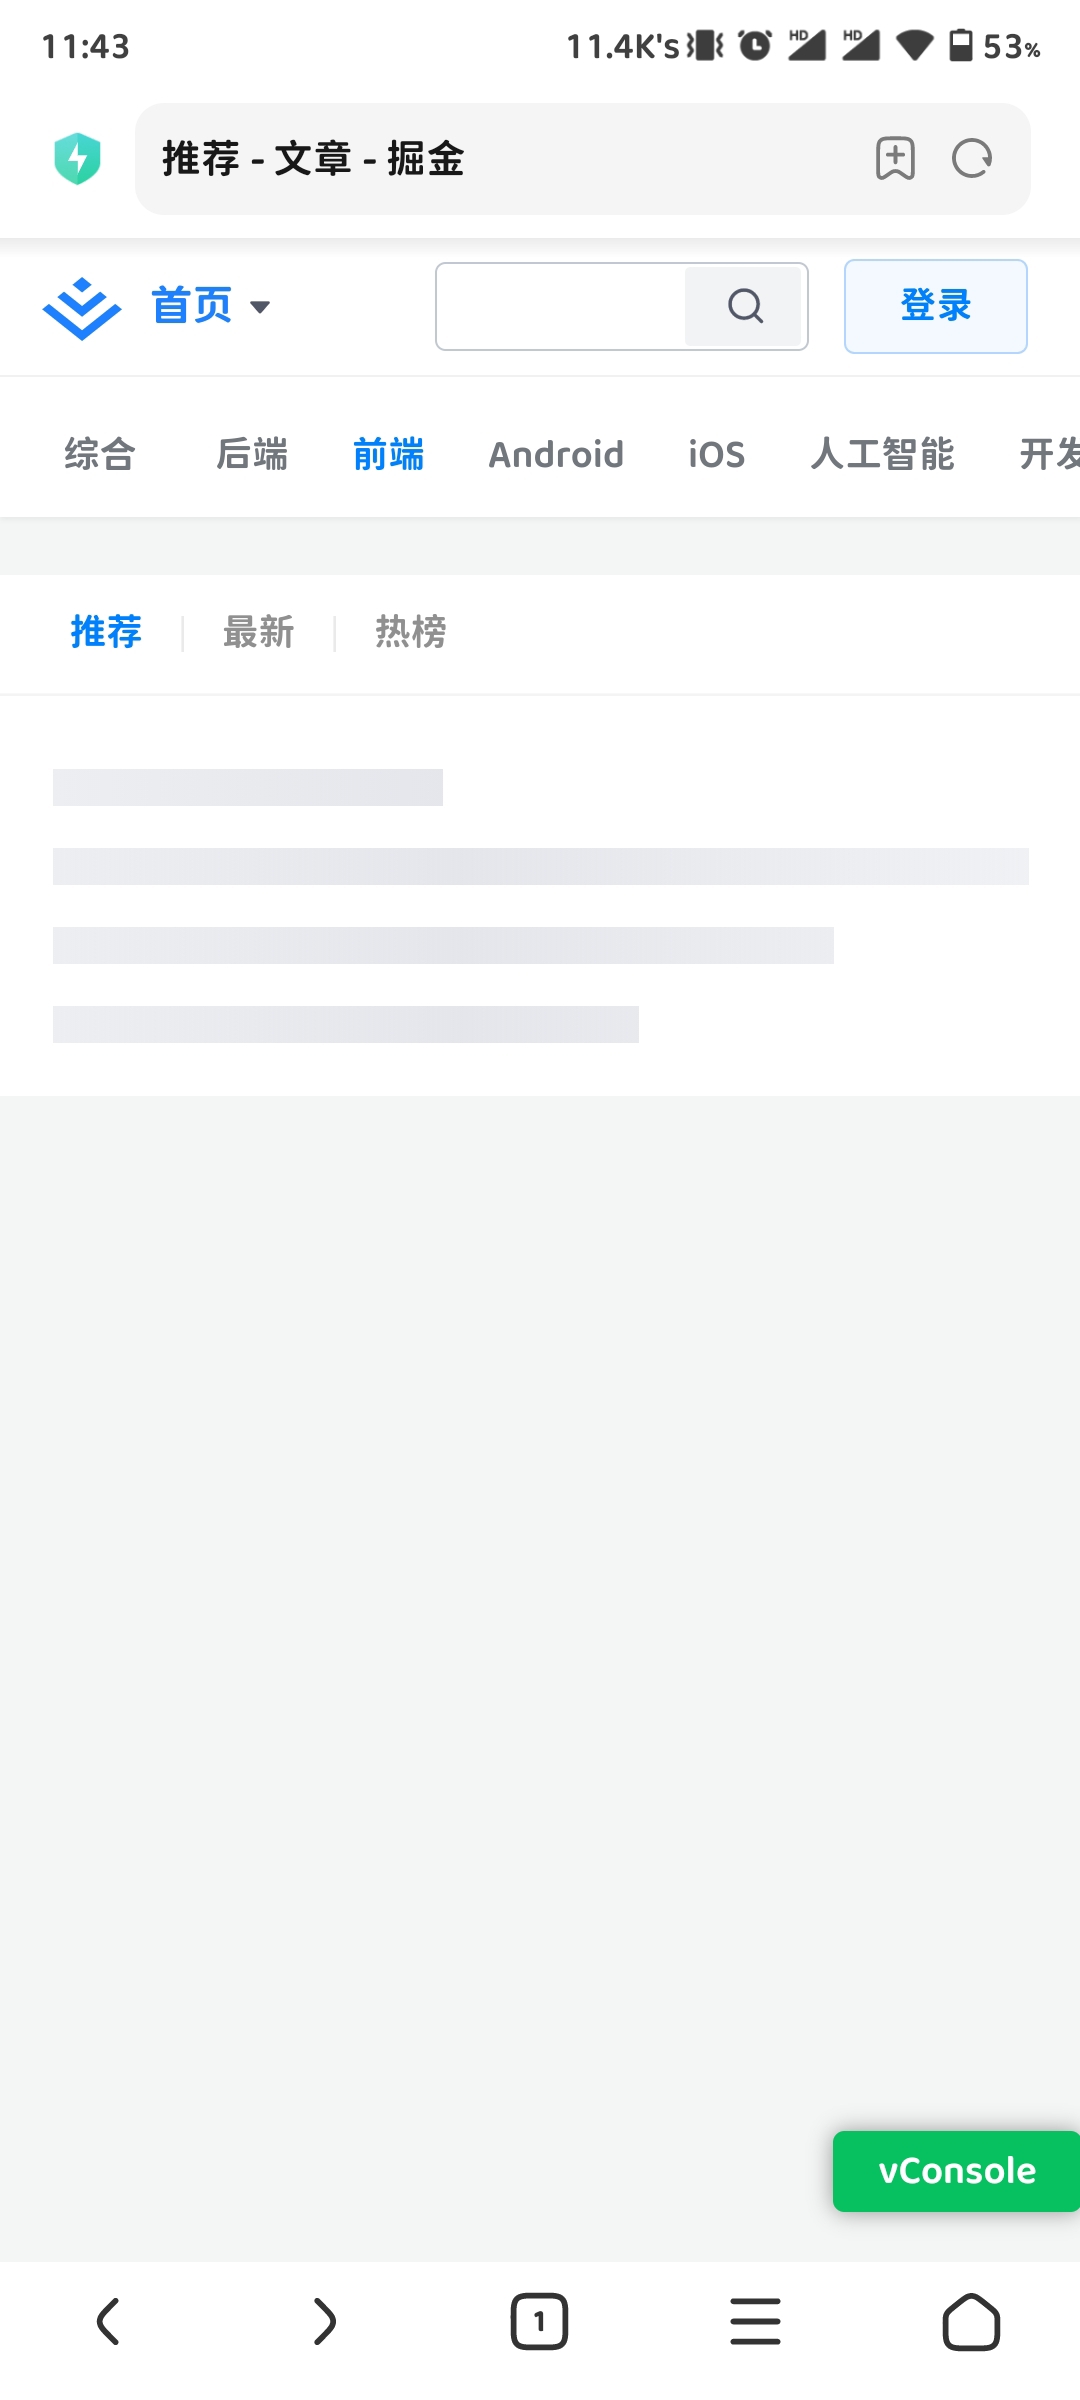 11:43 11.4K's HD HD 53%
推荐 - 文章 - 掘金
首页 登录
综合 后端 前端 Android iOS 人工智能 开发
推荐 最新 热榜
vConsole
1